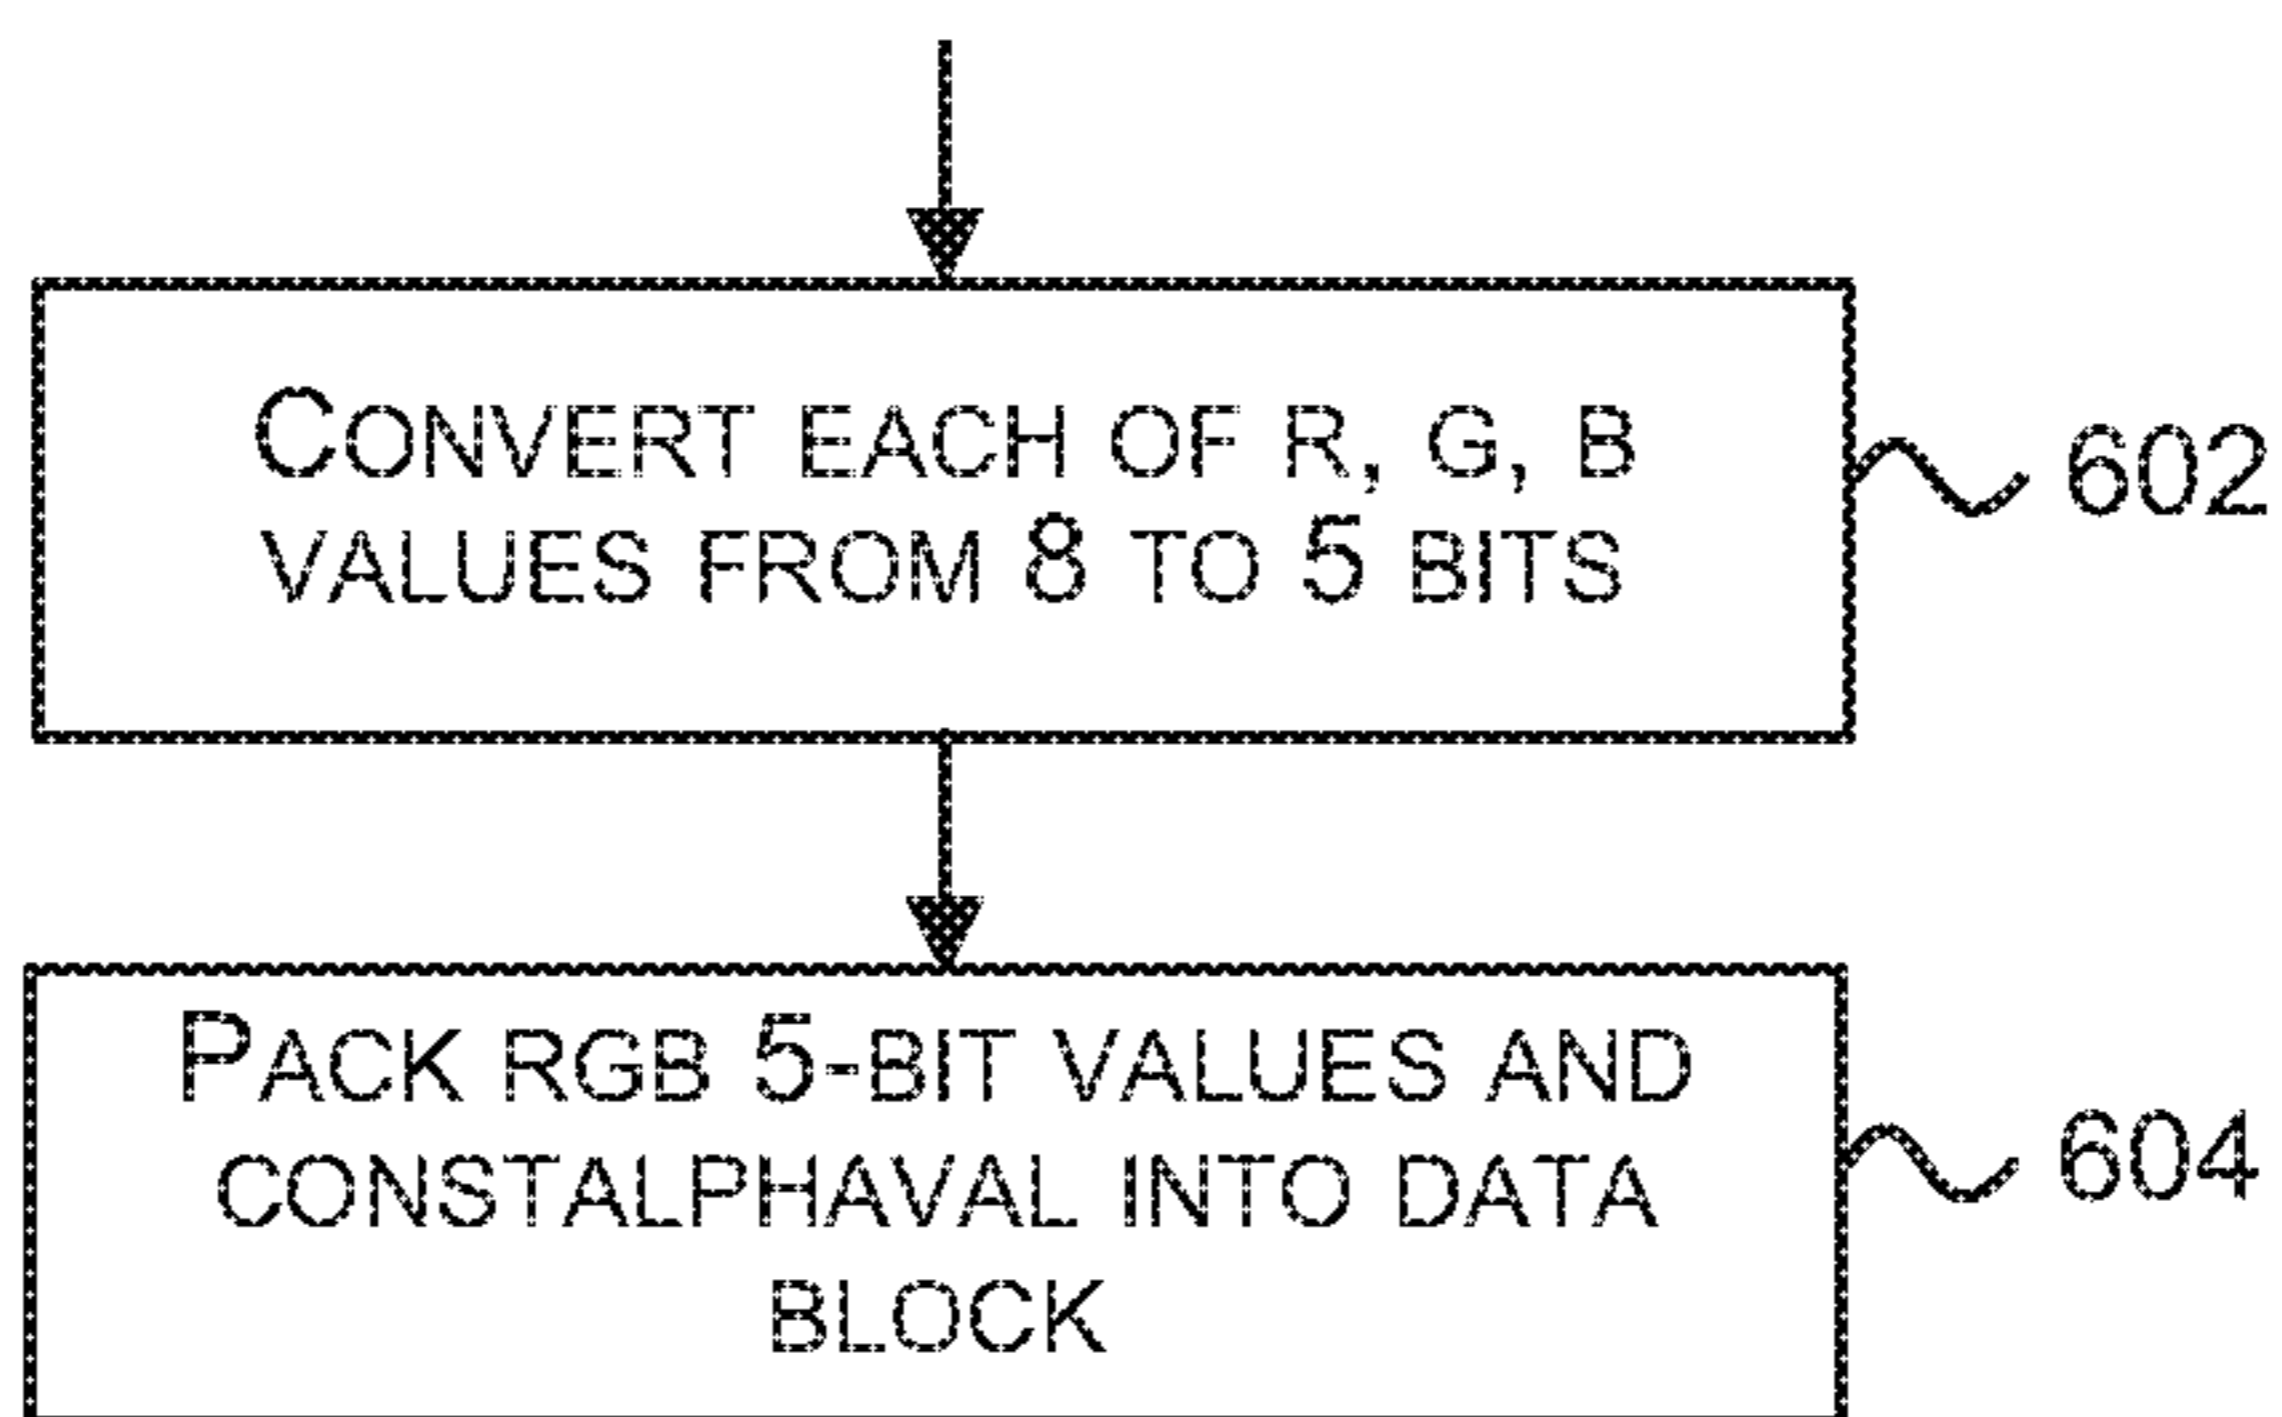 CONVERT EACH OF R, G, B
VALUES FROM 8 TO 5 BITS
602
PACK RGB 5-BIT VALUES AND
CONSTALPHAVAL INTO DATA
BLOCK
604